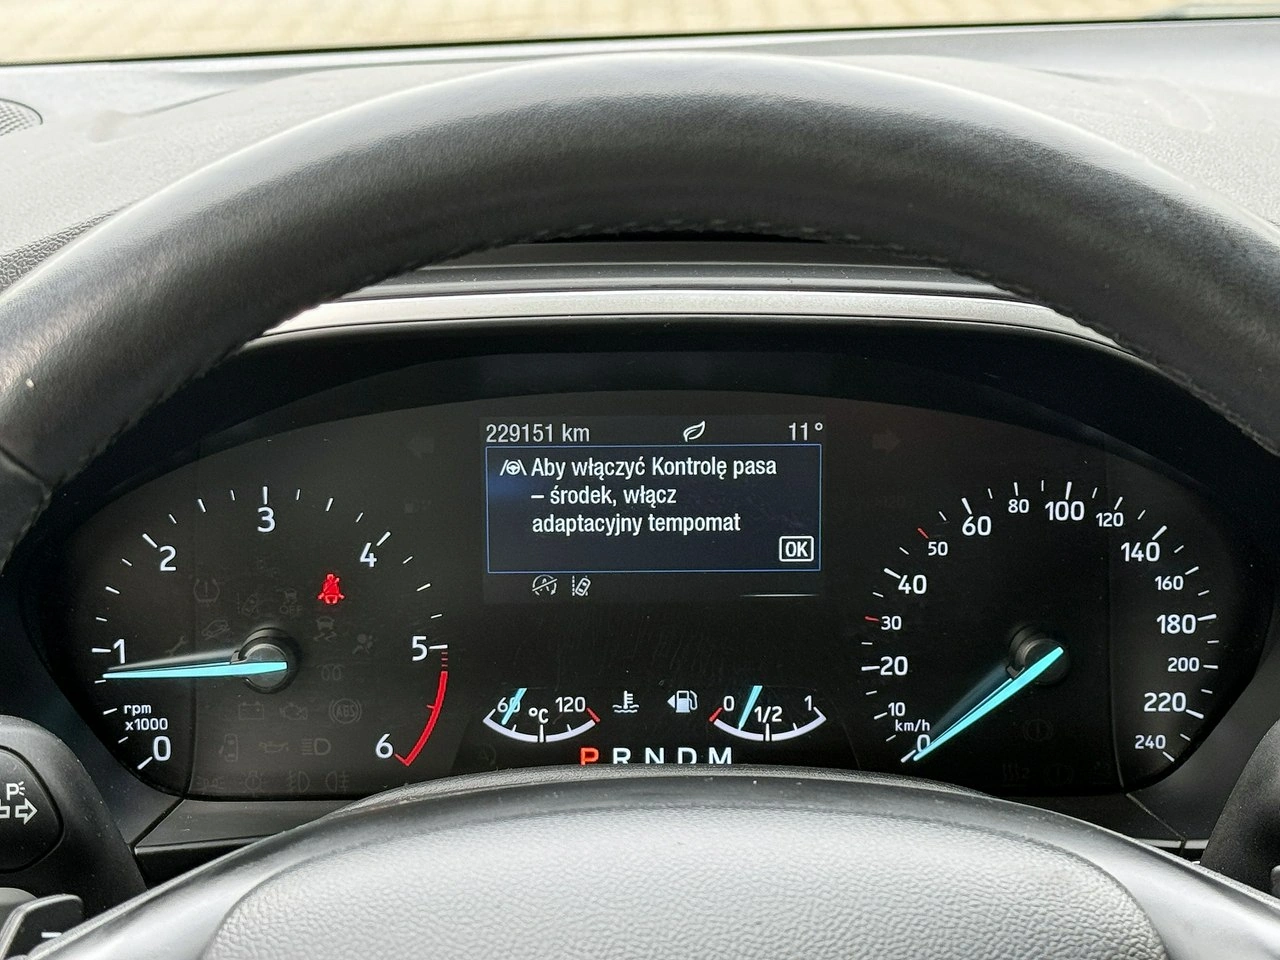 229151 km 11°
Aby włączyć Kontrolę pasa
– środek, włącz
adaptacyjny tempomat
OK
0 1 2 3 4 5 6
rpm
x1000
60 °C 120
0 1/2 1
P R N D M
0 10 20 30 40 50 60 80 100 120 140 160 180 200 220 240
km/h
ABS
OFF
P